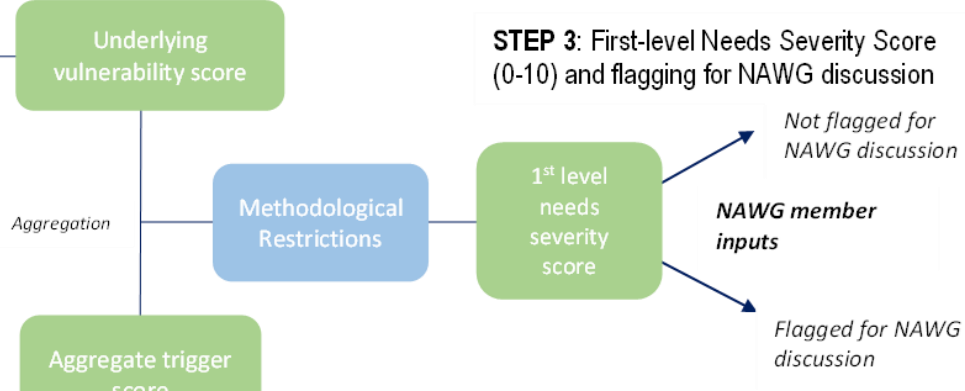 Underlying
vulnerability score
STEP 3: First-level Needs Severity Score
(0-10) and flagging for NAWG discussion
Not flagged for
NAWG discussion
1st level
needs
severity
score
Methodological
Restrictions
NAWG member
inputs
Aggregation
Flagged for NAWG
discussion
Aggregate trigger
score